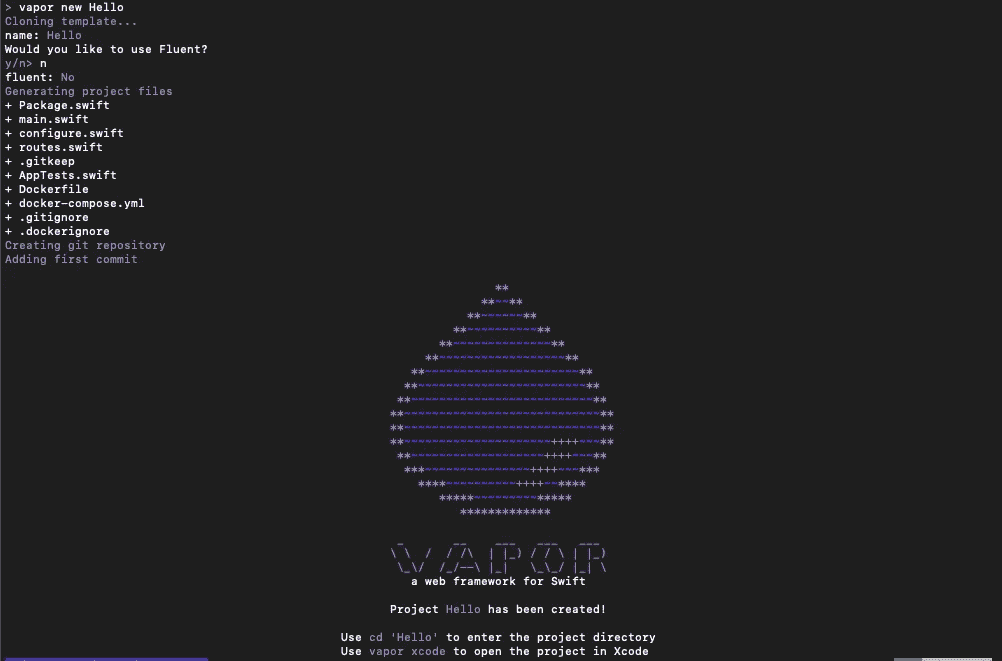 > vapor new Hello
Cloning template...
name: Hello
Would you like to use Fluent?
y/n> n
fluent: No
Generating project files
+ Package.swift
+ main.swift
+ configure.swift
+ routes.swift
+ .gitkeep
+ AppTests.swift
+ Dockerfile
+ docker-compose.yml
+ .gitignore
+ .dockerignore
Creating git repository
Adding first commit
VAPOR
a web framework for Swift
Project Hello has been created!
Use cd 'Hello' to enter the project directory
Use vapor xcode to open the project in Xcode